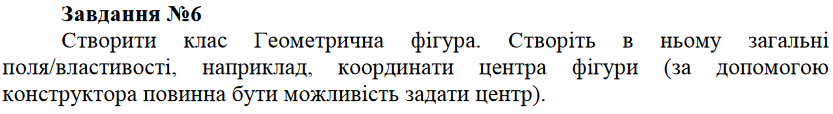 Завдання №6
Створити клас Геометрична фігура. Створіть в ньому загальні
поля/властивості, наприклад, координати центра фігури (за допомогою
конструктора повинна бути можливість задати центр).